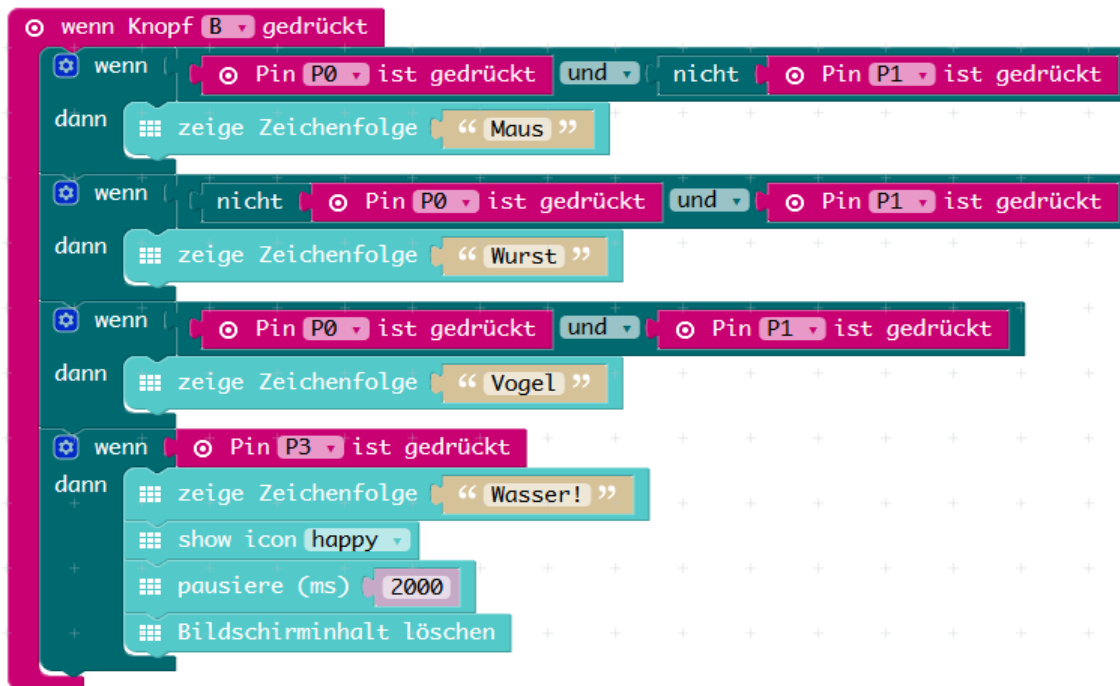 wenn Knopf B gedrückt
wenn Pin P0 ist gedrückt und nicht Pin P1 ist gedrückt
dann zeige Zeichenfolge “ Maus ”
wenn nicht Pin P0 ist gedrückt und Pin P1 ist gedrückt
dann zeige Zeichenfolge “ Wurst ”
wenn Pin P0 ist gedrückt und Pin P1 ist gedrückt
dann zeige Zeichenfolge “ Vogel ”
wenn Pin P3 ist gedrückt
dann zeige Zeichenfolge “ Wasser! ”
show icon happy
pausiere (ms) 2000
Bildschirminhalt löschen